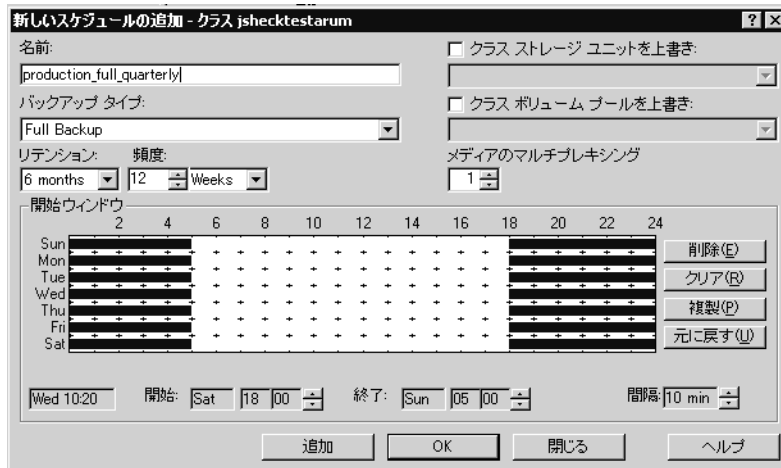 新しいスケジュールの追加 - クラス jshecktestarum
名前:
production_full_quarterly
バックアップ タイプ:
Full Backup
リテンション: 頻度:
6 months 12 Weeks
クラス ストレージ ユニットを上書き:
クラス ボリューム プールを上書き:
メディアのマルチプレキシング
1
開始ウィンドウ
2 4 6 8 10 12 14 16 18 20 22 24
Sun
Mon
Tue
Wed
Thu
Fri
Sat
削除(E)
クリア(R)
複製(P)
元に戻す(U)
Wed 10:20 開始: Sat 18 00 終了: Sun 05 00 間隔: 10 min
追加 OK 閉じる ヘルプ